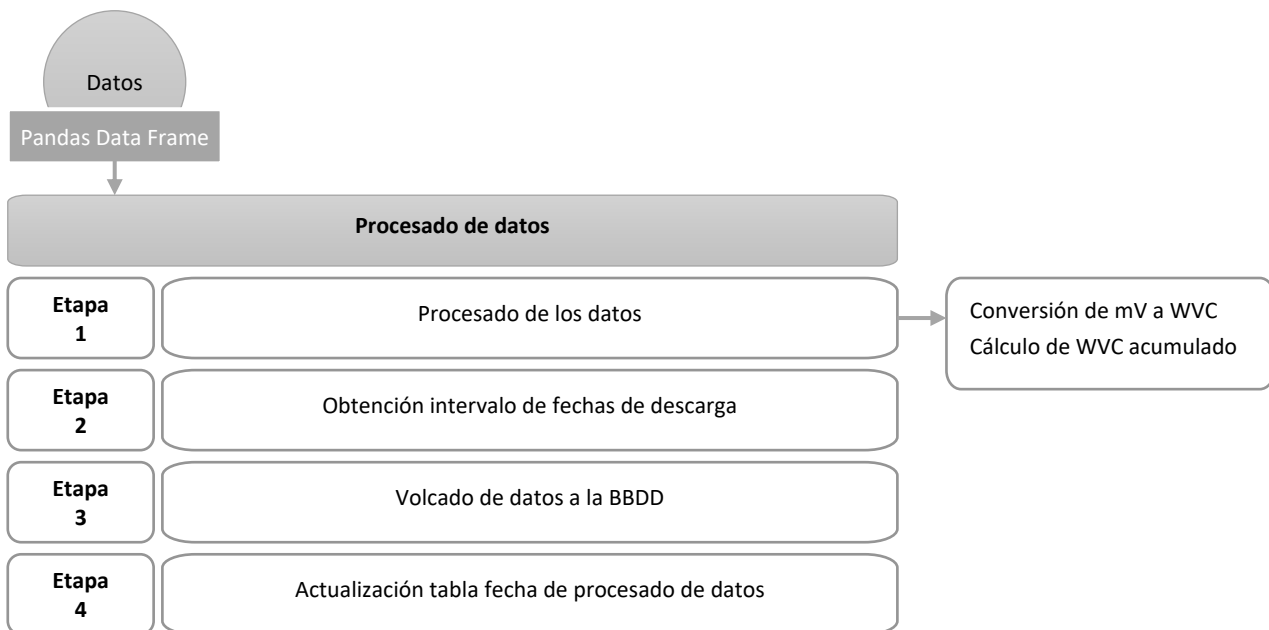 Datos
Pandas Data Frame
Procesado de datos
Etapa
1
Procesado de los datos
Conversión de mV a WVC
Cálculo de WVC acumulado
Etapa
2
Obtención intervalo de fechas de descarga
Etapa
3
Volcado de datos a la BBDD
Etapa
4
Actualización tabla fecha de procesado de datos